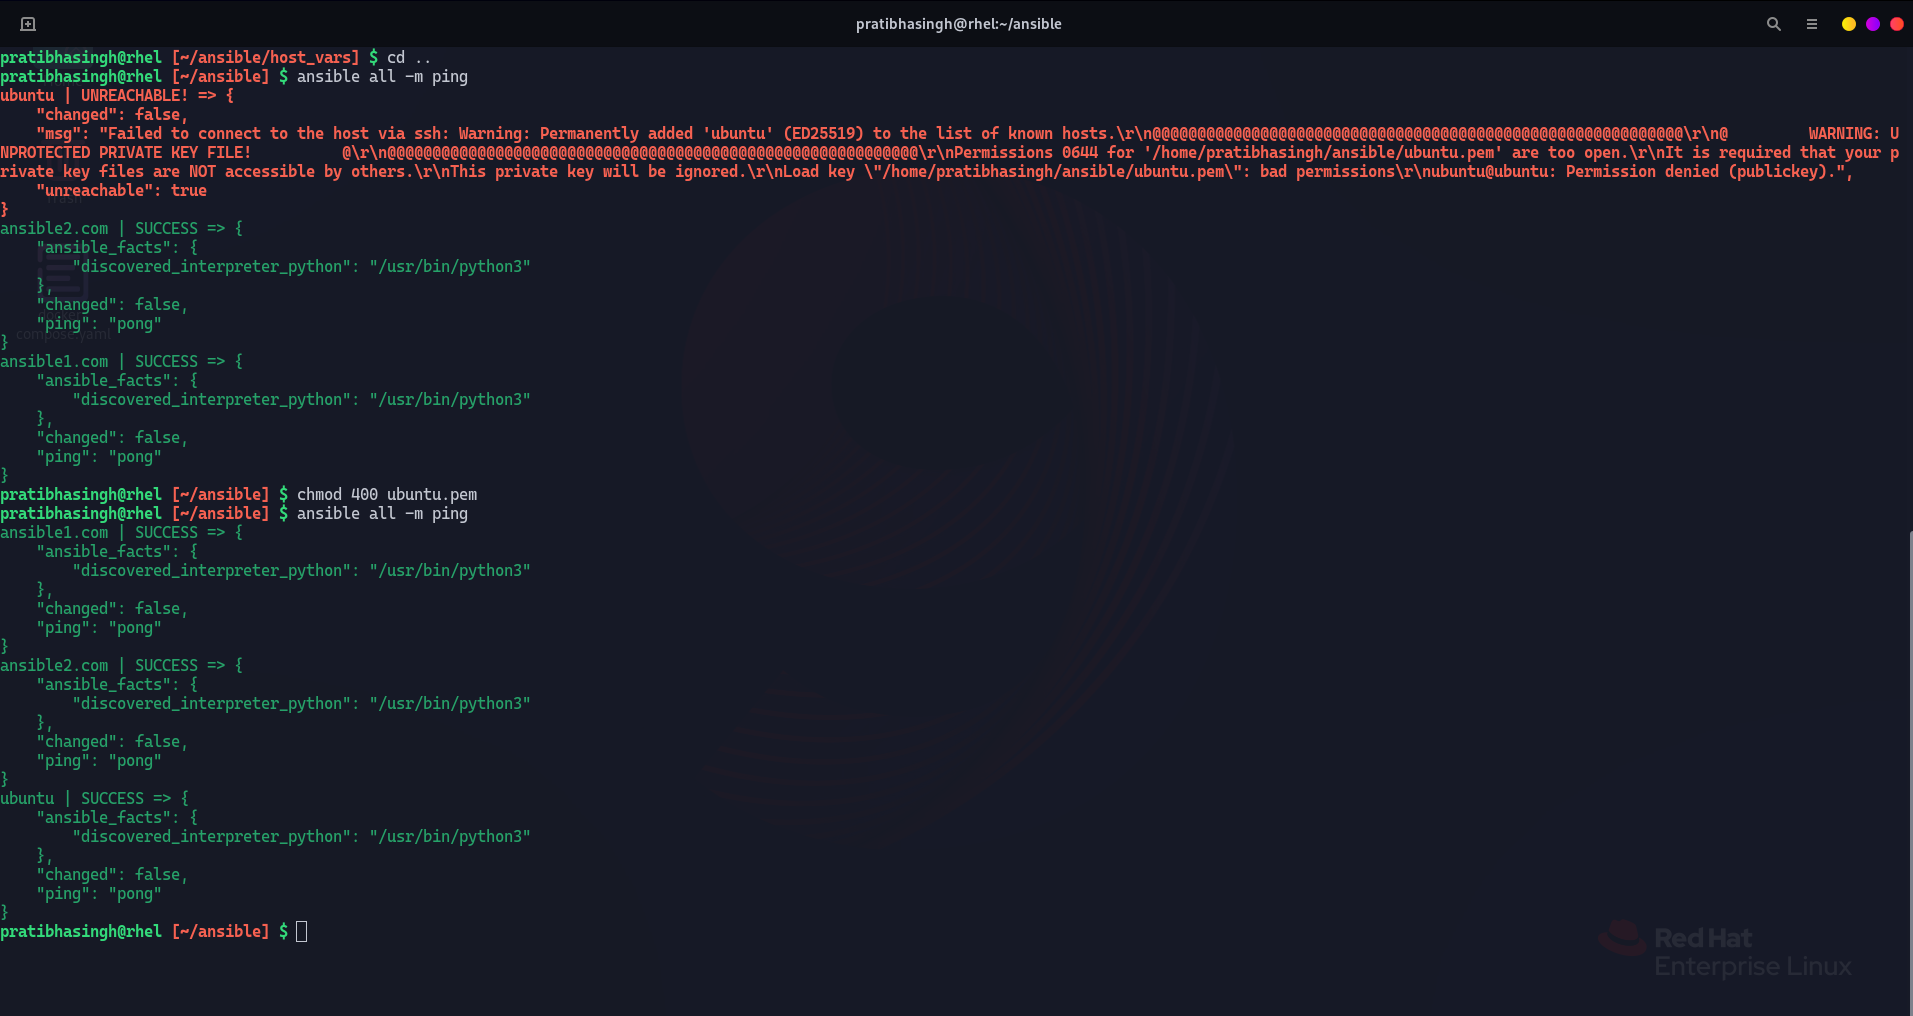 pratibhasingh@rhel:~/ansible
pratibhasingh@rhel [~/ansible/host_vars] $ cd ..
pratibhasingh@rhel [~/ansible] $ ansible all -m ping
ubuntu | UNREACHABLE! => {
    "changed": false,
    "msg": "Failed to connect to the host via ssh: Warning: Permanently added 'ubuntu' (ED25519) to the list of known hosts.\r\n@@@@@@@@@@@@@@@@@@@@@@@@@@@@@@@@@@@@@@@@@@@@@@@@@@@@@@@@@@@\r\n@         WARNING: U
NPROTECTED PRIVATE KEY FILE!          @\r\n@@@@@@@@@@@@@@@@@@@@@@@@@@@@@@@@@@@@@@@@@@@@@@@@@@@@@@@@@@@\r\nPermissions 0644 for '/home/pratibhasingh/ansible/ubuntu.pem' are too open.\r\nIt is required that your p
rivate key files are NOT accessible by others.\r\nThis private key will be ignored.\r\nLoad key \"/home/pratibhasingh/ansible/ubuntu.pem\": bad permissions\r\nubuntu@ubuntu: Permission denied (publickey).",
    "unreachable": true
Trash
}
ansible2.com | SUCCESS => {
    "ansible_facts": {
        "discovered_interpreter_python": "/usr/bin/python3"
    },
    "changed": false,
    "ping": "pong"
compose.yaml
}
ansible1.com | SUCCESS => {
    "ansible_facts": {
        "discovered_interpreter_python": "/usr/bin/python3"
    },
    "changed": false,
    "ping": "pong"
}
pratibhasingh@rhel [~/ansible] $ chmod 400 ubuntu.pem
pratibhasingh@rhel [~/ansible] $ ansible all -m ping
ansible1.com | SUCCESS => {
    "ansible_facts": {
        "discovered_interpreter_python": "/usr/bin/python3"
    },
    "changed": false,
    "ping": "pong"
}
ansible2.com | SUCCESS => {
    "ansible_facts": {
        "discovered_interpreter_python": "/usr/bin/python3"
    },
    "changed": false,
    "ping": "pong"
}
ubuntu | SUCCESS => {
    "ansible_facts": {
        "discovered_interpreter_python": "/usr/bin/python3"
    },
    "changed": false,
    "ping": "pong"
}
pratibhasingh@rhel [~/ansible] $
Red Hat
Enterprise Linux